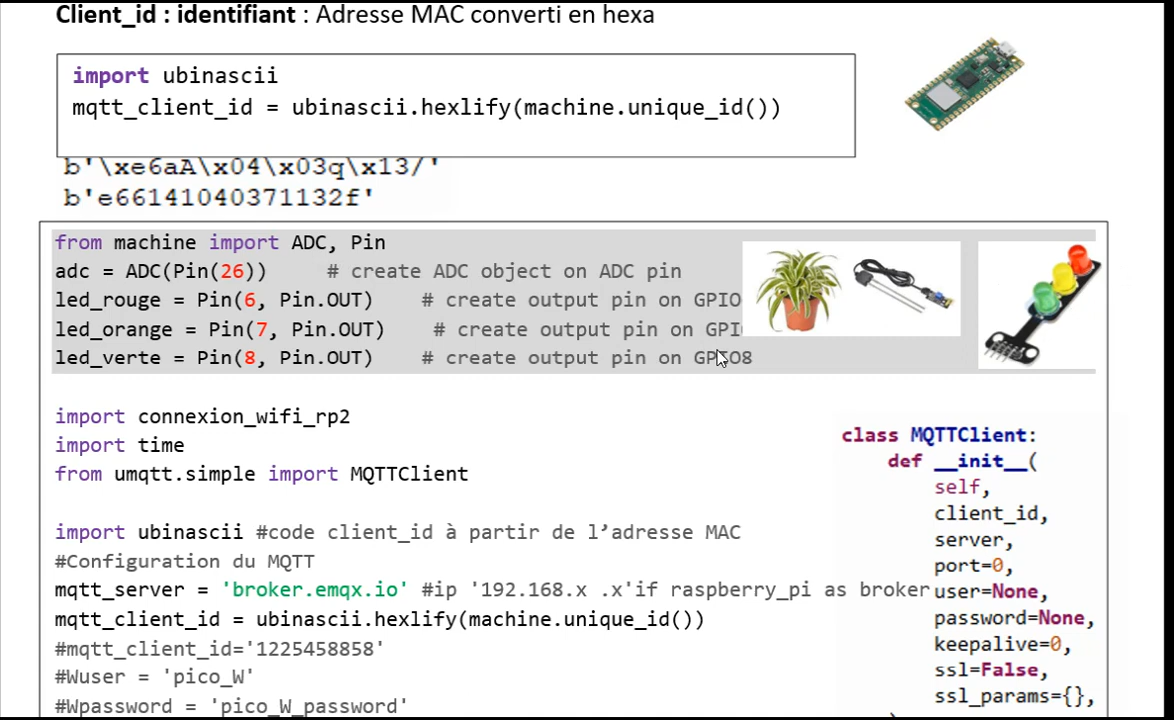 Client_id : identifiant : Adresse MAC converti en hexa
import ubinascii
mqtt_client_id = ubinascii.hexlify(machine.unique_id())
b'\xe6aA\x04\x03q\x13/'
b'e66141040371132f'
from machine import ADC, Pin
adc = ADC(Pin(26)) # create ADC object on ADC pin
led_rouge = Pin(6, Pin.OUT) # create output pin on GPIO
led_orange = Pin(7, Pin.OUT) # create output pin on GPI
led_verte = Pin(8, Pin.OUT) # create output pin on GPIO8
import connexion_wifi_rp2
import time
from umqtt.simple import MQTTClient
import ubinascii #code client_id à partir de l’adresse MAC
#Configuration du MQTT
mqtt_server = 'broker.emqx.io' #ip '192.168.x .x'if raspberry_pi as broker
mqtt_client_id = ubinascii.hexlify(machine.unique_id())
#mqtt_client_id='1225458858'
#Wuser = 'pico_W'
#Wpassword = 'pico_W_password'
class MQTTClient:
def __init__(
self,
client_id,
server,
port=0,
user=None,
password=None,
keepalive=0,
ssl=False,
ssl_params={},